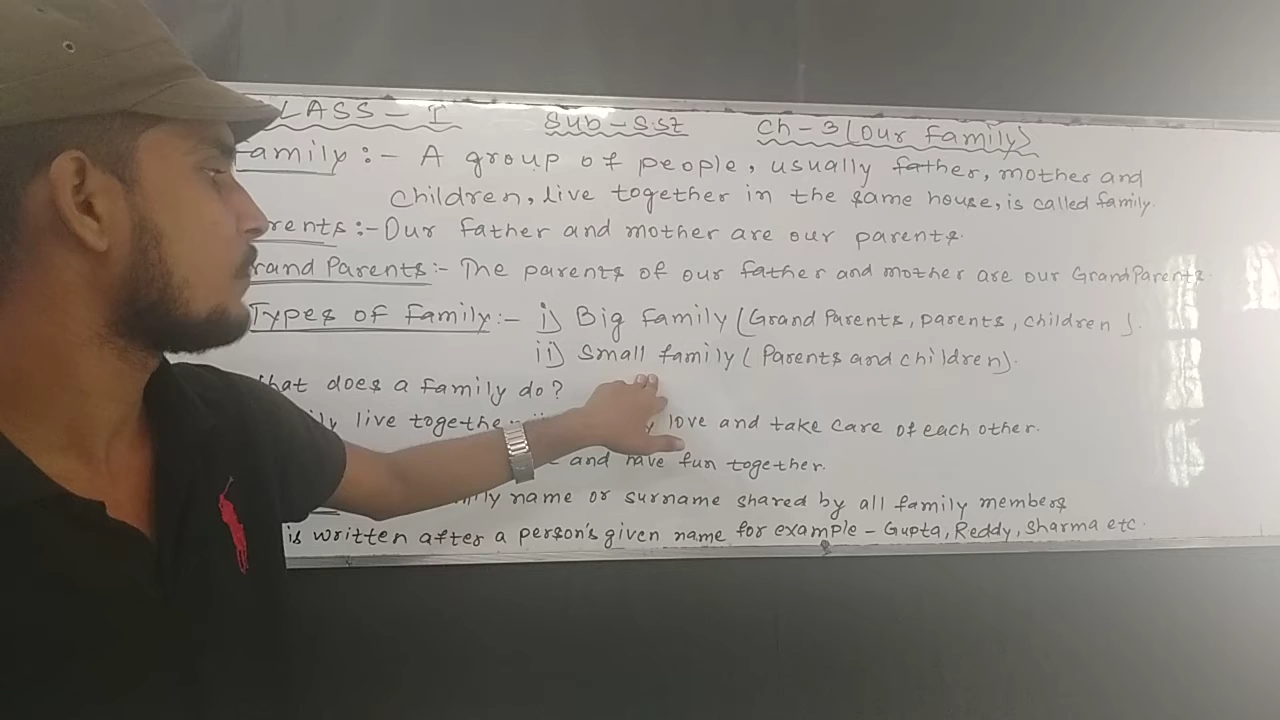 LASS - I Sub - S.St Ch - 3 (Our Family)
Family :- A group of people, usually father, mother and
children, live together in the same house, is called family.
rents :- Our Father and mother are our parents.
rand Parents :- The parents of our father and mother are our GrandParents.
Types of family :- i) Big family (Grand Parents, parents, children).
ii) Small family (Parents and children).
hat does a family do?
ly live togethe love and take care of each other.
and have fun together.
ly name or surname shared by all family members
is written after a person's given name for example - Gupta, Reddy, Sharma etc.